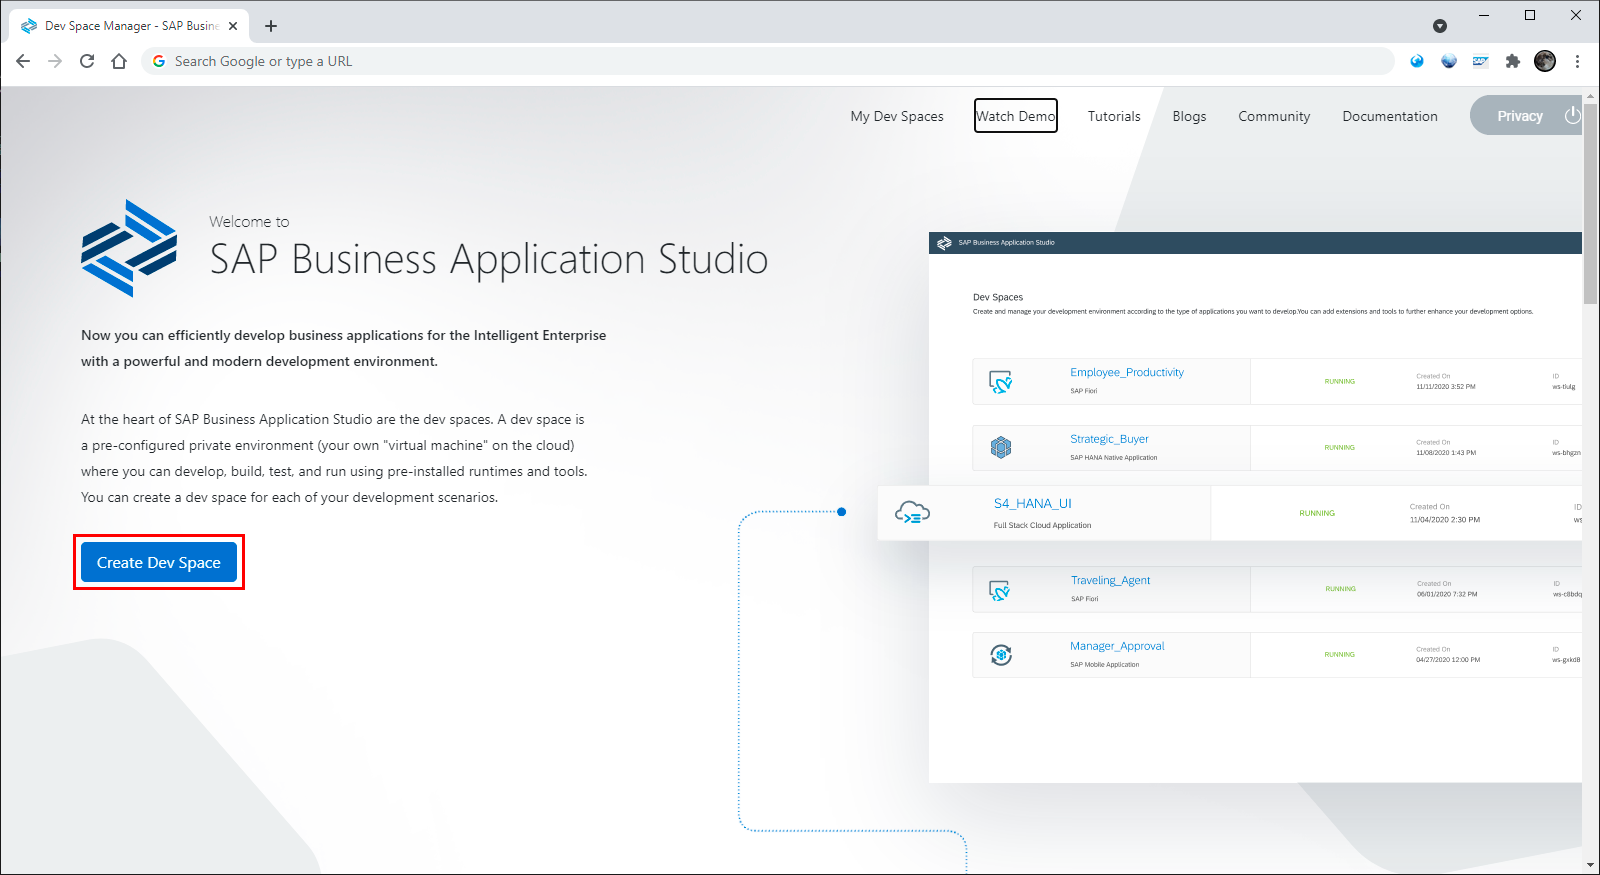 Dev Space Manager - SAP Busine
Search Google or type a URL
SAP
My Dev Spaces
Watch Demo
Tutorials
Blogs
Community
Documentation
Privacy
Welcome to
SAP Business Application Studio
Now you can efficiently develop business applications for the Intelligent Enterprise
with a powerful and modern development environment.
At the heart of SAP Business Application Studio are the dev spaces. A dev space is
a pre-configured private environment (your own "virtual machine" on the cloud)
where you can develop, build, test, and run using pre-installed runtimes and tools.
You can create a dev space for each of your development scenarios.
Create Dev Space
SAP Business Application Studio
Dev Spaces
Create and manage your development environment according to the type of applications you want to develop.You can add extensions and tools to further enhance your development options.
Employee_Productivity
SAP Fiori
RUNNING
Created On
11/11/2020 3:52 PM
ID
Strategic_Buyer
SAP HANA Native Application
RUNNING
Created On
11/08/2020 1:43 PM
ID
ws-bhgzn
S4_HANA_UI
Full Stack Cloud Application
RUNNING
Created On
11/04/2020 2:30 PM
ID
ws
Traveling_Agent
SAP Fiori
RUNNING
Created On
06/01/2020 7:32 PM
ID
ws-c8bdq
Manager_Approval
SAP Mobile Application
RUNNING
Created On
04/27/2020 12:00 PM
ID
ws-gxkd8